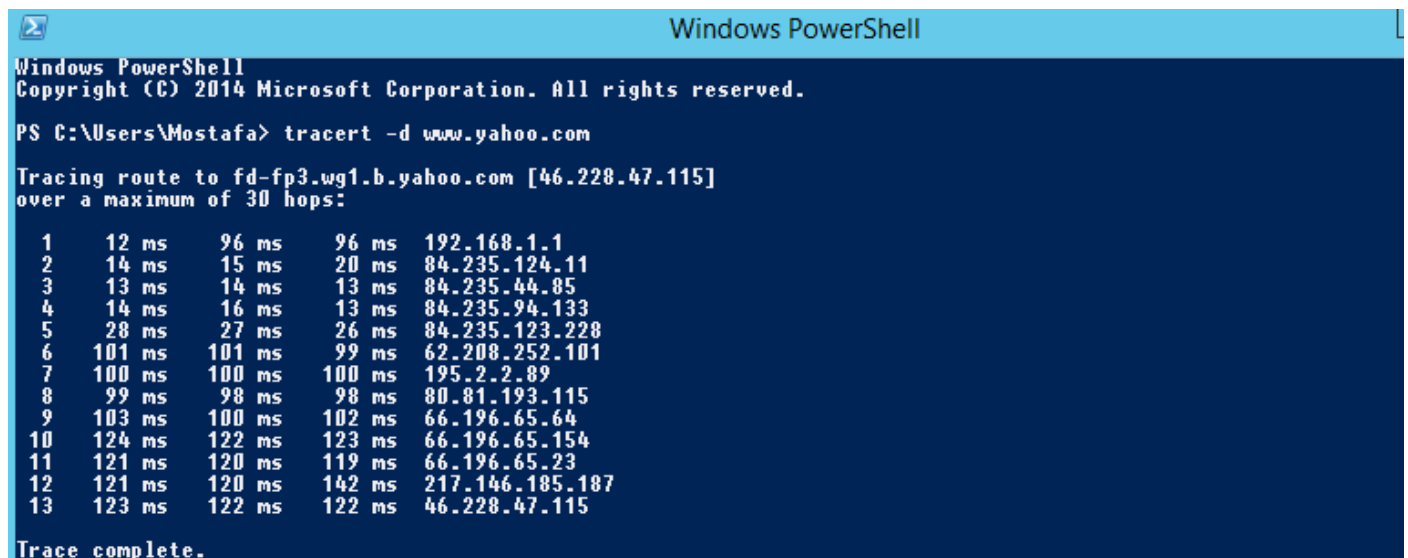 Windows PowerShell
Windows PowerShell
Copyright (C) 2014 Microsoft Corporation. All rights reserved.
PS C:\Users\Mostafa> tracert -d www.yahoo.com
Tracing route to fd-fp3.wg1.b.yahoo.com [46.228.47.115]
over a maximum of 30 hops:
1 12 ms 96 ms 96 ms 192.168.1.1
2 14 ms 15 ms 20 ms 84.235.124.11
3 13 ms 14 ms 13 ms 84.235.44.85
4 14 ms 16 ms 13 ms 84.235.94.133
5 28 ms 27 ms 26 ms 84.235.123.228
6 101 ms 101 ms 99 ms 62.208.252.101
7 100 ms 100 ms 100 ms 195.2.2.89
8 99 ms 98 ms 98 ms 80.81.193.115
9 103 ms 100 ms 102 ms 66.196.65.64
10 124 ms 122 ms 123 ms 66.196.65.154
11 121 ms 120 ms 119 ms 66.196.65.23
12 121 ms 120 ms 142 ms 217.146.185.187
13 123 ms 122 ms 122 ms 46.228.47.115
Trace complete.